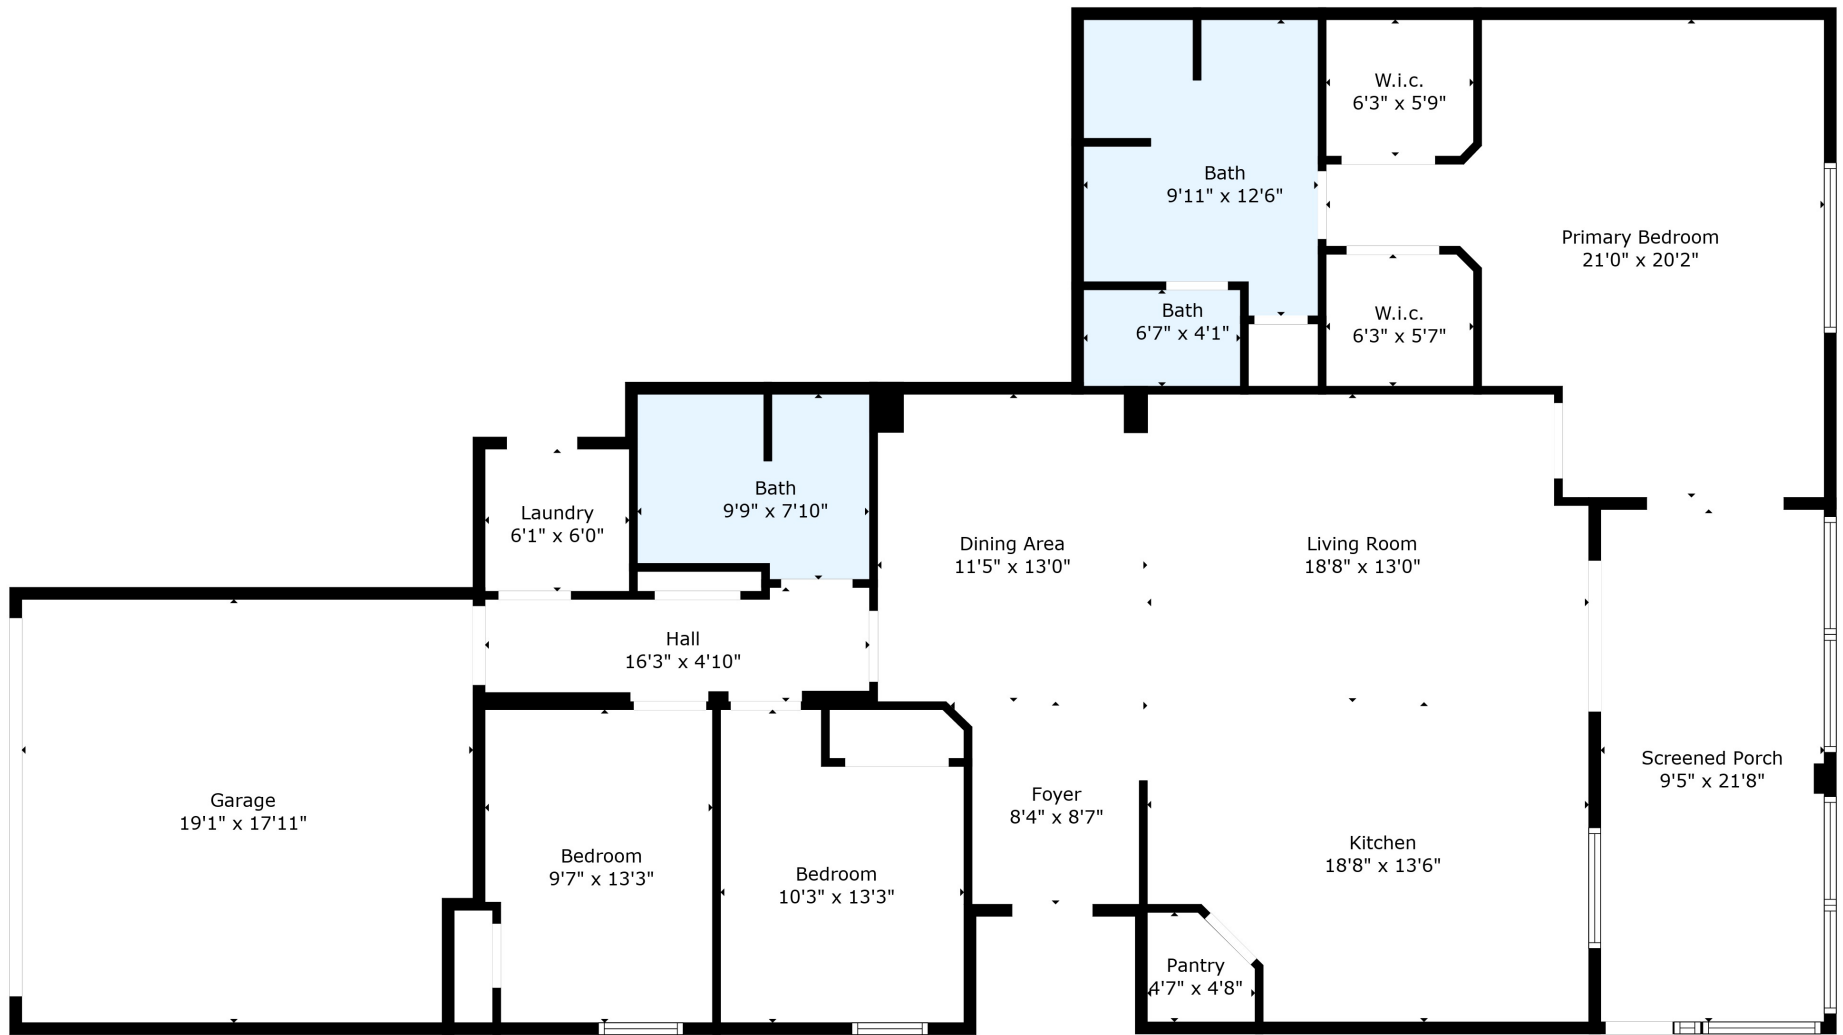 W.i.c.
6'3" x 5'9"
Bath
9'11" x 12'6"
Primary Bedroom
21'0" x 20'2"
Bath
6'7" x 4'1"
W.i.c.
6'3" x 5'7"
Bath
9'9" x 7'10"
Laundry
6'1" x 6'0"
Dining Area
11'5" x 13'0"
Living Room
18'8" x 13'0"
Hall
16'3" x 4'10"
Screened Porch
9'5" x 21'8"
Garage
19'1" x 17'11"
Foyer
8'4" x 8'7"
Kitchen
18'8" x 13'6"
Bedroom
9'7" x 13'3"
Bedroom
10'3" x 13'3"
Pantry
4'7" x 4'8"